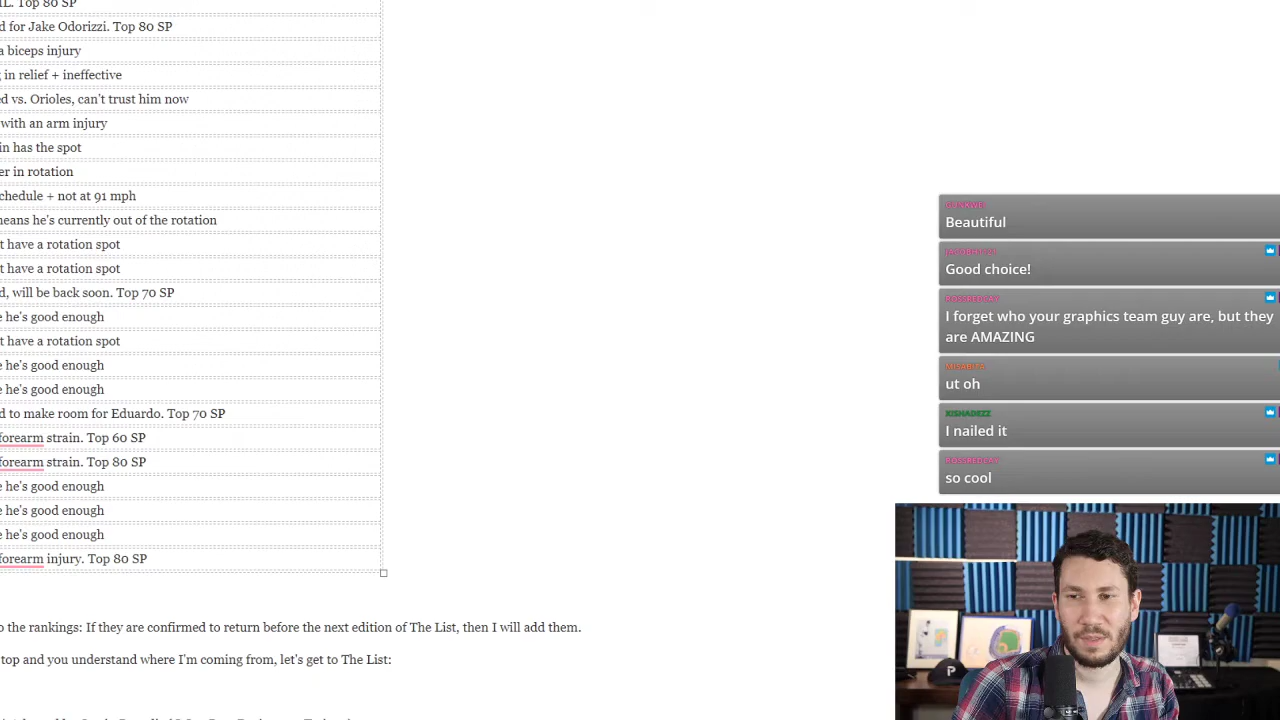 IL. Top 80 SP
d for Jake Odorizzi. Top 80 SP
a biceps injury
in relief + ineffective
ed vs. Orioles, can't trust him now
with an arm injury
in has the spot
er in rotation
chedule + not at 91 mph
means he's currently out of the rotation
t have a rotation spot
t have a rotation spot
d, will be back soon. Top 70 SP
e he's good enough
t have a rotation spot
e he's good enough
e he's good enough
d to make room for Eduardo. Top 70 SP
forearm strain. Top 60 SP
forearm strain. Top 80 SP
e he's good enough
e he's good enough
e he's good enough
forearm injury. Top 80 SP
o the rankings: If they are confirmed to return before the next edition of The List, then I will add them.
top and you understand where I'm coming from, let's get to The List:
Beautiful
Good choice!
ROSSREDCAY
I forget who your graphics team guy are, but they
are AMAZING
MISABITA
ut oh
XISHADEZZ
I nailed it
ROSSREDCAY
so cool
P